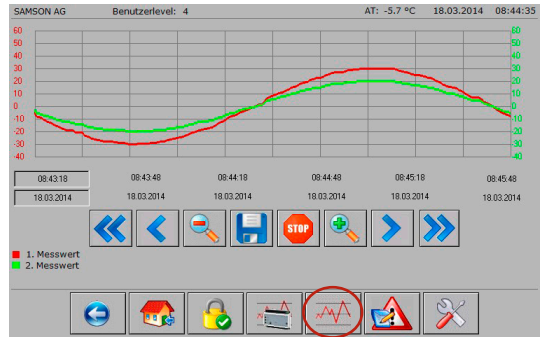 SAMSON AG Benutzerlevel: 4 AT: -5.7 °C 18.03.2014 08:44:35
60 60
50 50
40 40
30 30
20 20
10 10
0 0
-10 -10
-20 -20
-30 -30
-40 -40
08:43:18 08:43:48 08:44:18 08:44:48 08:45:18 08:45:48
18.03.2014 18.03.2014 18.03.2014 18.03.2014 18.03.2014 18.03.2014
STOP
1. Messwert
2. Messwert